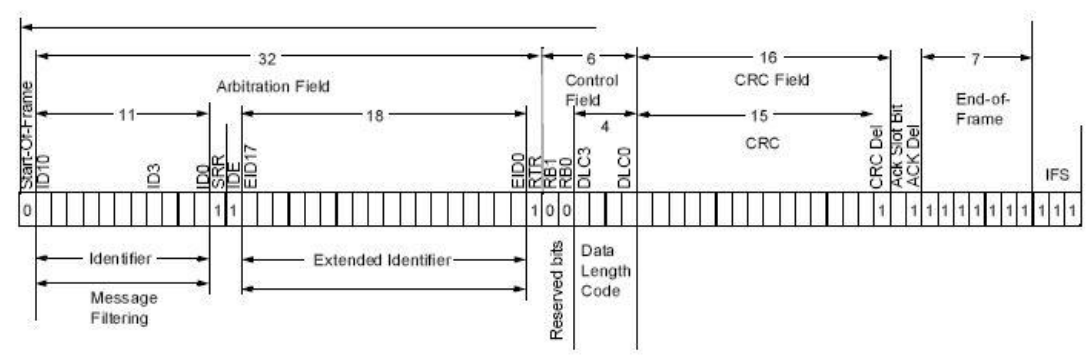 32
6
16
7
Arbitration Field
Control
Field
CRC Field
End-of-
Frame
11
18
4
15
CRC
Start-Of-Frame
ID10
ID3
ID0
SRR
IDE
EID17
EID0
RTR
RB1
RB0
DLC3
DLC0
CRC Del
Ack Slot Bit
ACK Del
IFS
0 1 1 1 0 0 1 1 1 1 1 1 1 1 1 1 1 1
Identifier
Extended Identifier
Message
Filtering
Reserved bits
Data
Length
Code